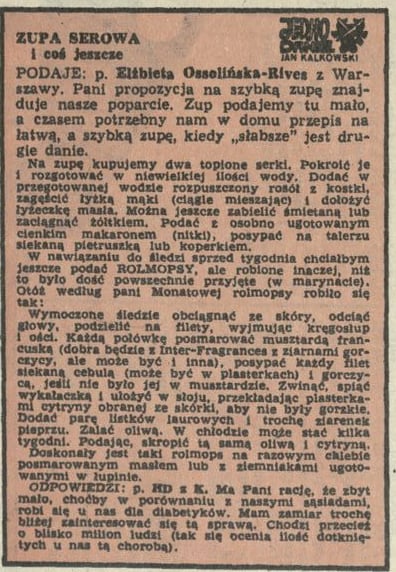 ZUPA SEROWA
i coś jeszcze
JEDNO
DANIE
JAN KALKOWSKI
PODAJE: p. Elżbieta Ossolińska-Rives z War-
szawy. Pani propozycja na szybką zupę znaj-
duje nasze poparcie. Zup podajemy tu mało,
a czasem potrzebny nam w domu przepis na
łatwą, a szybką zupę, kiedy „słabsze” jest dru-
gie danie.
Na zupę kupujemy dwa topione serki. Pokroić je
i rozgotować w niewielkiej ilości wody. Dodać w
przegotowanej wodzie rozpuszczony rosół z kostki,
zagęścić łyżką mąki (ciągle mieszając) i dołożyć
łyżeczkę masła. Można jeszcze zabielić śmietaną lub
zaciągnąć żółtkiem. Podać z osobno ugotowanym
cienkim makaronem (nitki), posypać na talerzu
siekaną pietruszką lub koperkiem.
W nawiązaniu do śledzi sprzed tygodnia chciałbym
jeszcze podać ROLMOPSY, ale robione inaczej, niż
to było dość powszechnie przyjęte (w marynacie).
Otóż według pani Monatowej rolmopsy robiło się
tak:
Wymoczone śledzie obciągnąć ze skóry, odciąć
głowy, podzielić na filety, wyjmując kręgosłup
i ości. Każdą połówkę posmarować musztardą fran-
cuską (dobra będzie z Inter-Fragrances z ziarnami gor-
czycy, ale może być i inna), posypać każdy filet
siekaną cebulą (może być w plasterkach) i gorczy-
cą, jeśli nie było jej w musztardzie. Zwinąć, spiąć
wykałaczką i ułożyć w słoju, przekładając plasterka-
mi cytryny obranej ze skórki, aby nie były gorzkie.
Dodać parę listków laurowych i trochę ziarenek
pieprzu. Zalać oliwą. W chłodzie może stać kilka
tygodni. Podając, skropić tą samą oliwą i cytryną.
Doskonały jest taki rolmops na razowym chlebie
posmarowanym masłem lub z ziemniakami ugoto-
wanymi w łupinie.
ODPOWIEDZI: p. HD z K. Ma Pani rację, że zbyt
mało, choćby w porównaniu z naszymi sąsiadami,
robi się u nas dla diabetyków. Mam zamiar trochę
bliżej zainteresować się tą sprawą. Chodzi przecież
o blisko milion ludzi (tak się ocenia ilość dotknię-
tych u nas tą chorobą).